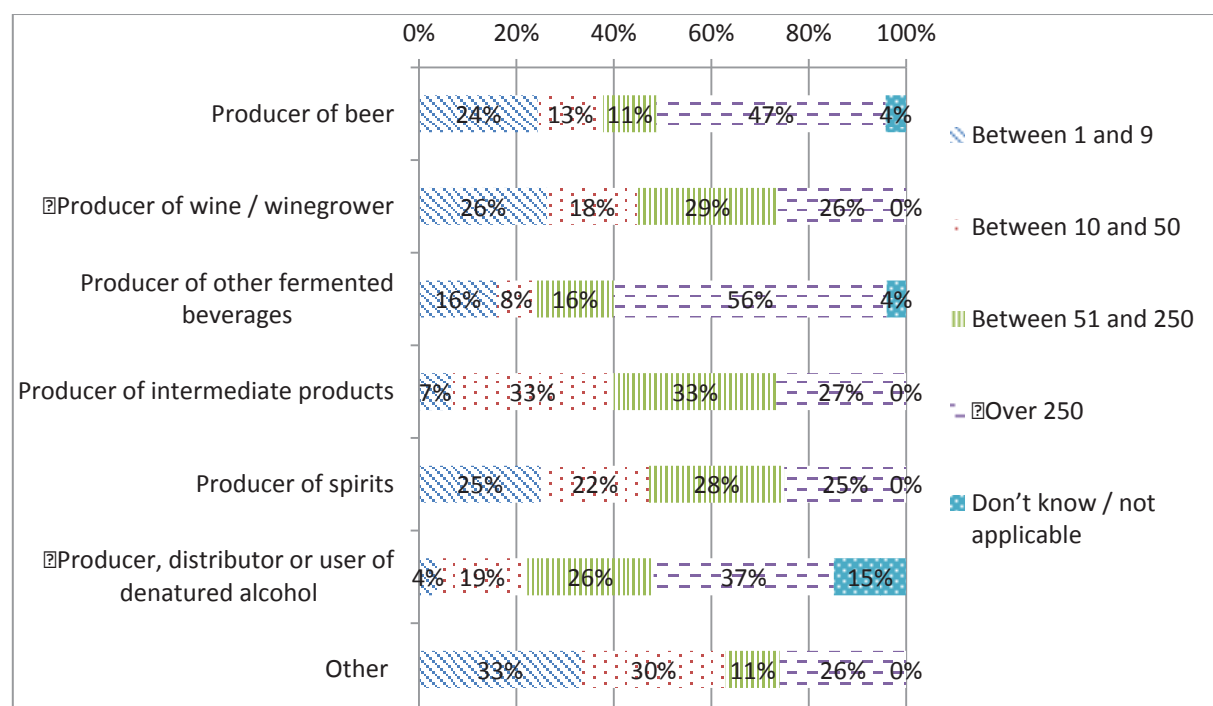 0% 20% 40% 60% 80% 100%
Producer of beer
24% 13% 11% 47% 4%
Producer of wine / winegrower
26% 18% 29% 26% 0%
Producer of other fermented
beverages
16% 8% 16% 56% 4%
Producer of intermediate products
7% 33% 33% 27% 0%
Producer of spirits
25% 22% 28% 25% 0%
Producer, distributor or user of
denatured alcohol
4% 19% 26% 37% 15%
Other
33% 30% 11% 26% 0%
Between 1 and 9
Between 10 and 50
Between 51 and 250
Over 250
Don’t know / not
applicable